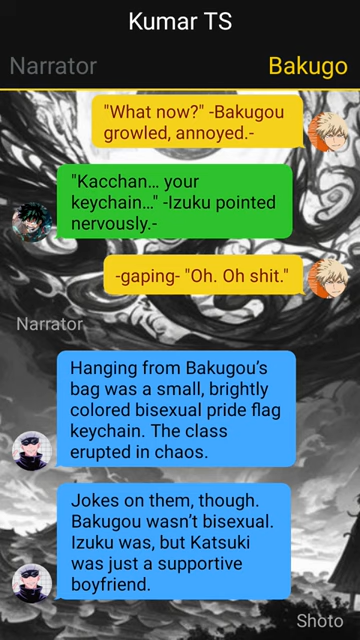 Kumar TS
Narrator
Bakugo
"What now?" -Bakugou
growled, annoyed.-
"Kacchan... your
keychain..." -Izuku pointed
nervously.-
-gaping- "Oh. Oh shit."
Narrator
Hanging from Bakugou's
bag was a small, brightly
colored bisexual pride flag
keychain. The class
erupted in chaos.
Jokes on them, though.
Bakugou wasn't bisexual.
Izuku was, but Katsuki
was just a supportive
boyfriend.
Shoto